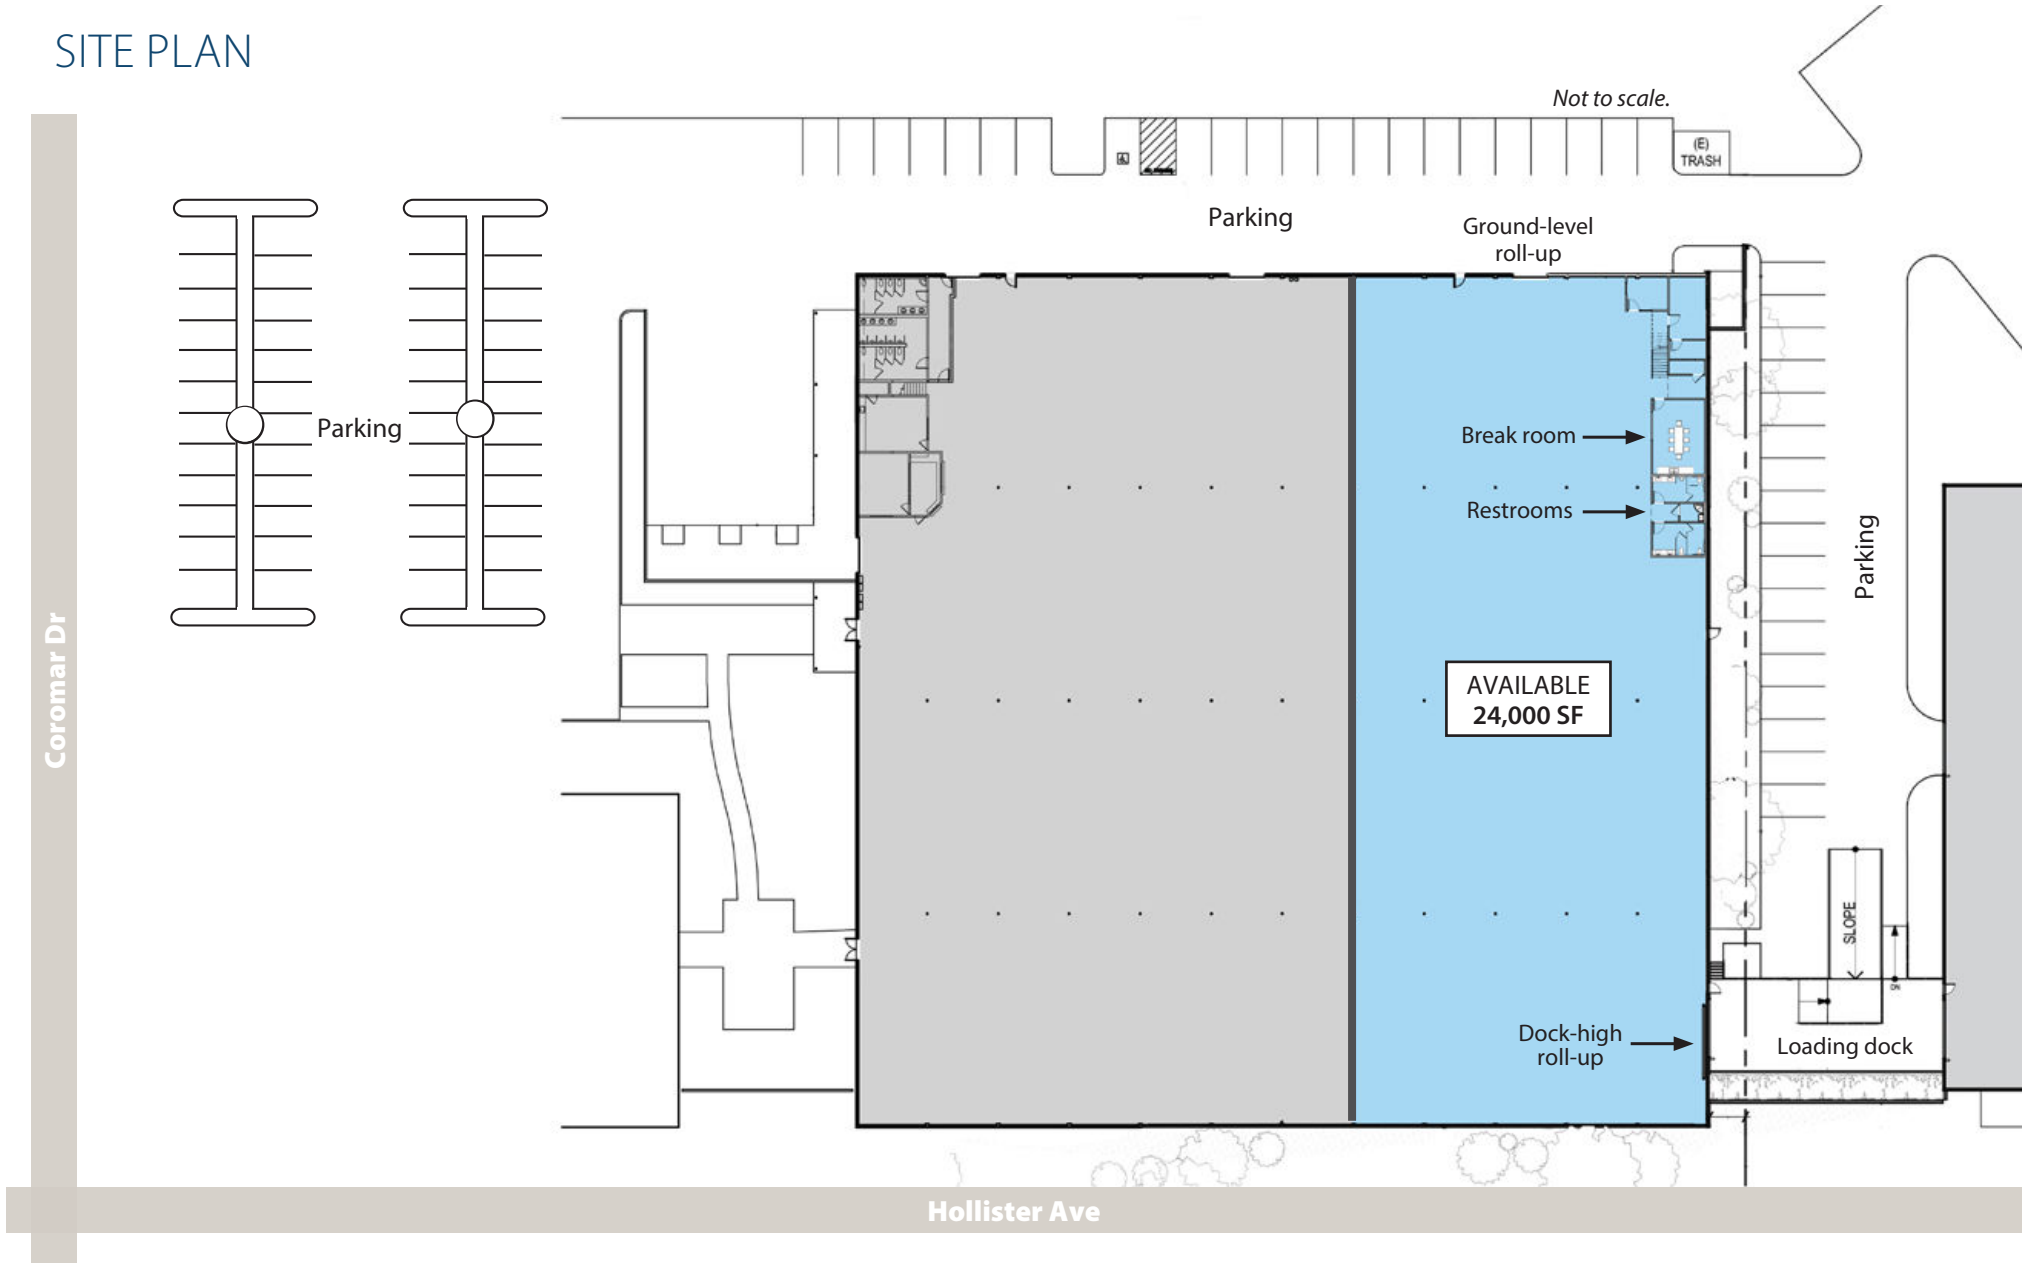 SITE PLAN
Not to scale.
(E)
TRASH
Parking
Ground-level
roll-up
Parking
Break room
Restrooms
Parking
Coromar Dr
AVAILABLE
24,000 SF
SLOPE
DN
Dock-high
roll-up
Loading dock
Hollister Ave